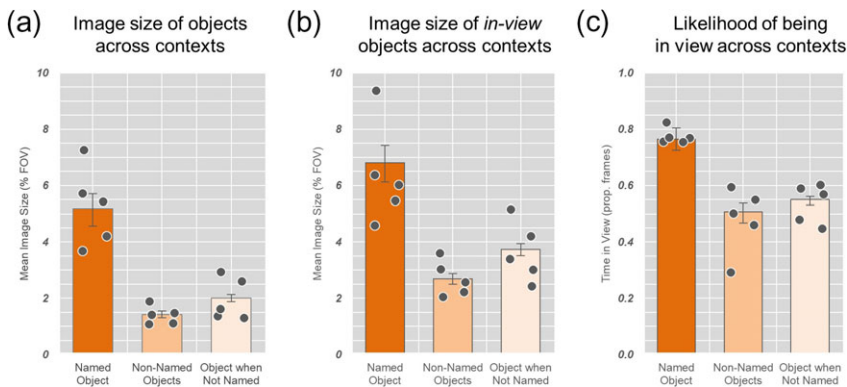 (a)
Image size of objects
across contexts
Mean Image Size (% FOV)
10
8
6
4
2
0
Named
Object
Non-Named
Objects
Object when
Not Named
(b)
Image size of in-view
objects across contexts
Mean Image Size (% FOV)
10
8
6
4
2
0
Named
Object
Non-Named
Objects
Object when
Not Named
(c)
Likelihood of being
in view across contexts
Time in View (prop. frames)
1.0
0.8
0.6
0.4
0.2
0.0
Named
Object
Non-Named
Objects
Object when
Not Named